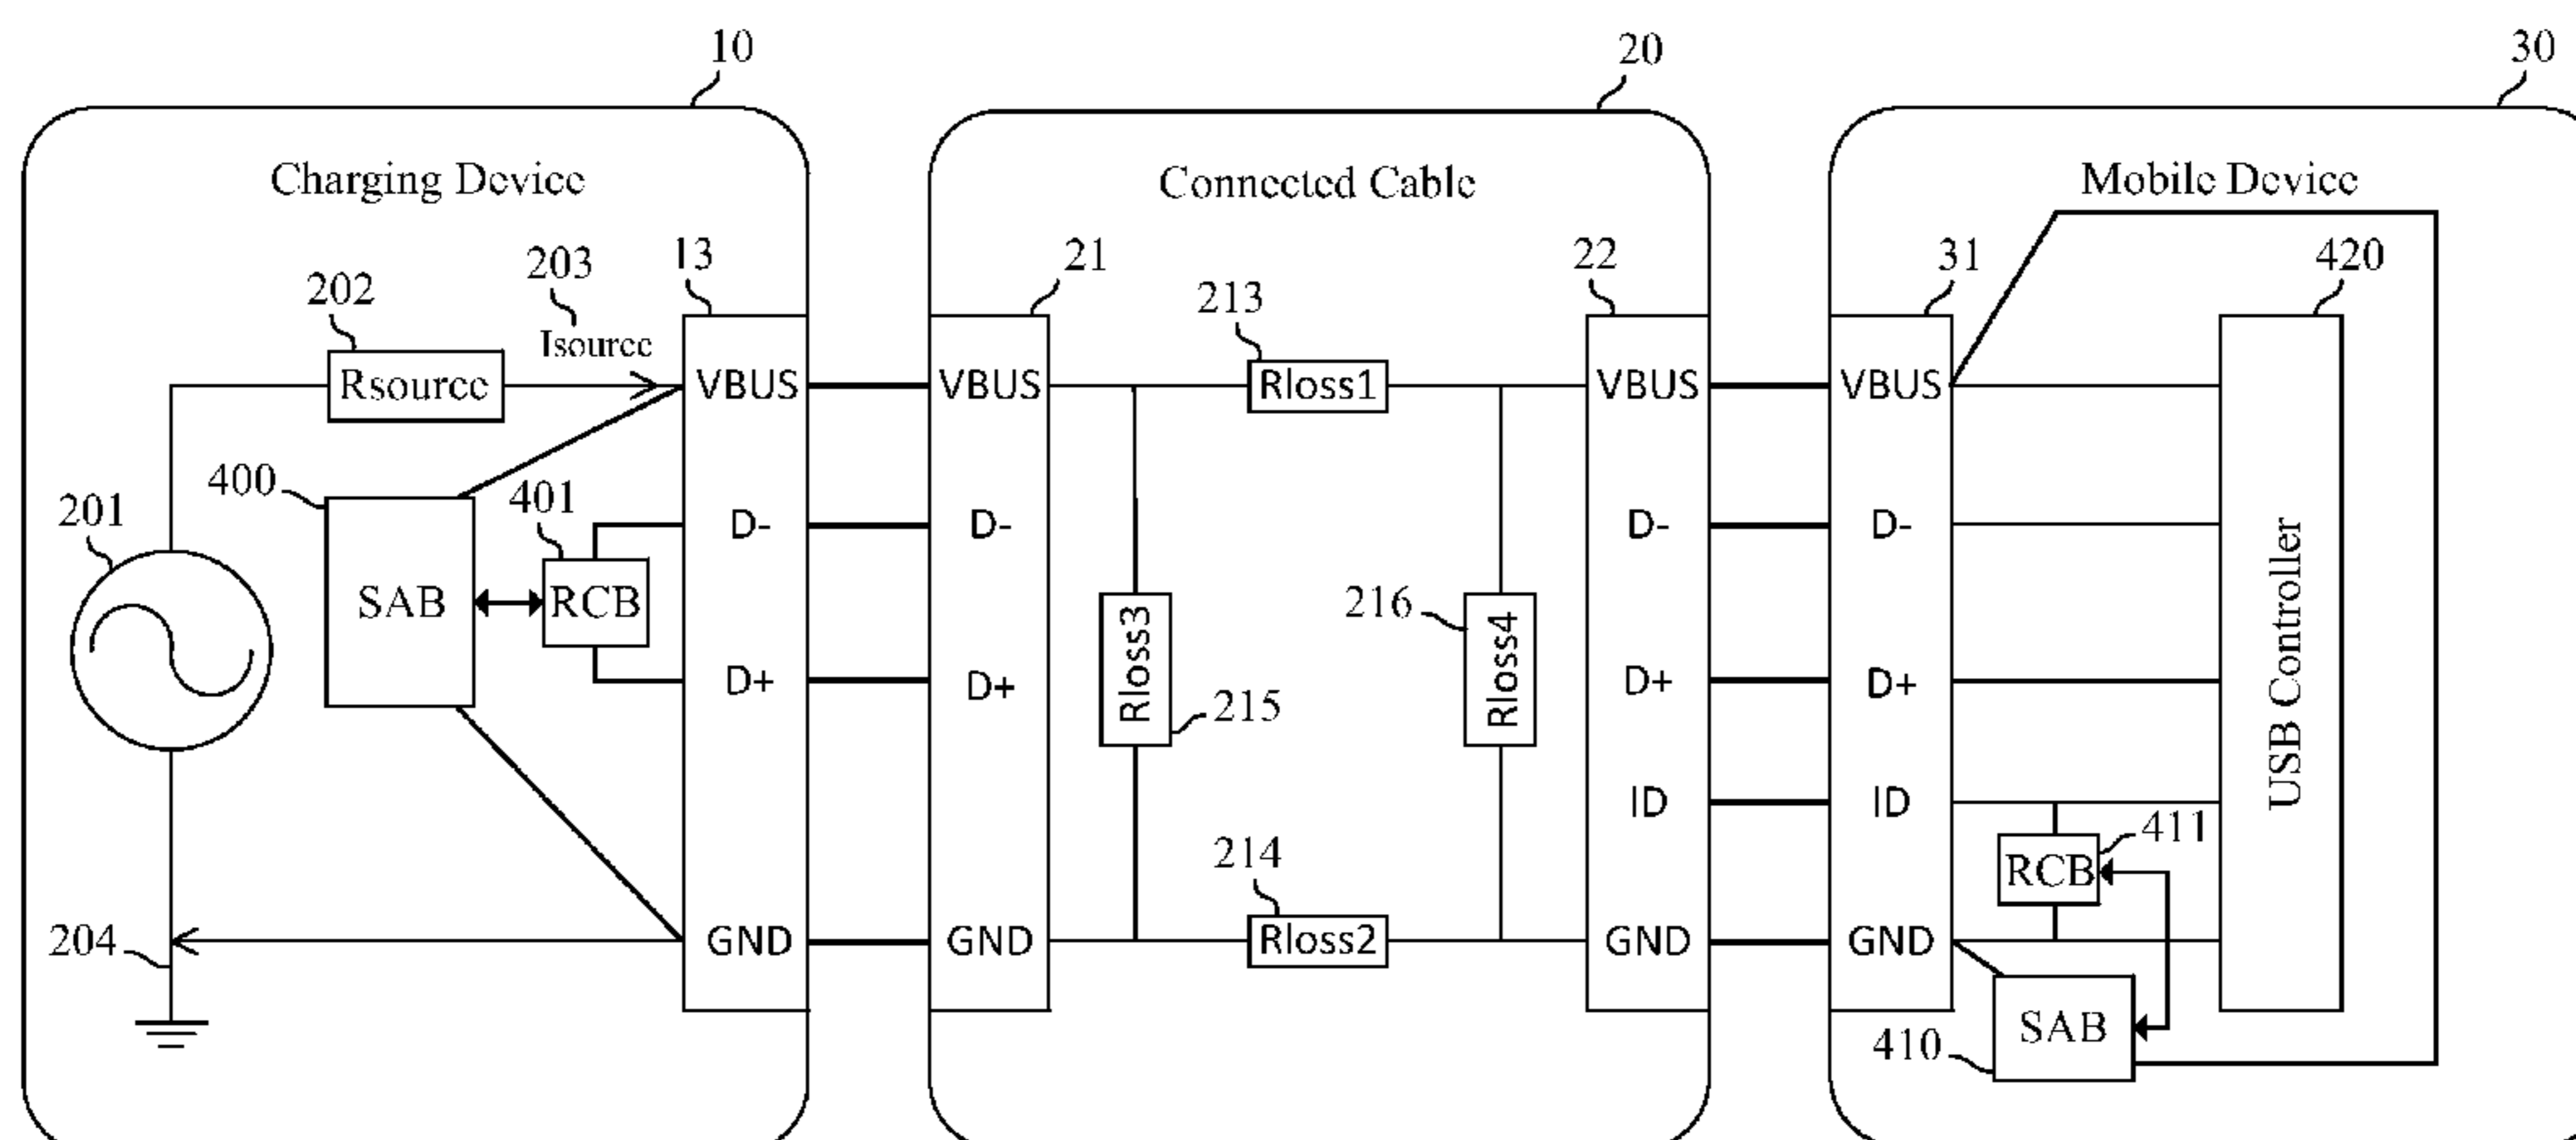 10
20
30
Charging Device
Connected Cable
Mobile Device
202
203
Isource
13
21
213
22
31
420
Rsource
VBUS
VBUS
Rloss1
VBUS
VBUS
400
401
201
D-
D-
D-
D-
SAB
RCB
Rloss3
216
Rloss4
USB Controller
D+
D+
215
D+
D+
ID
ID
411
RCB
214
204
GND
GND
Rloss2
GND
GND
SAB
410